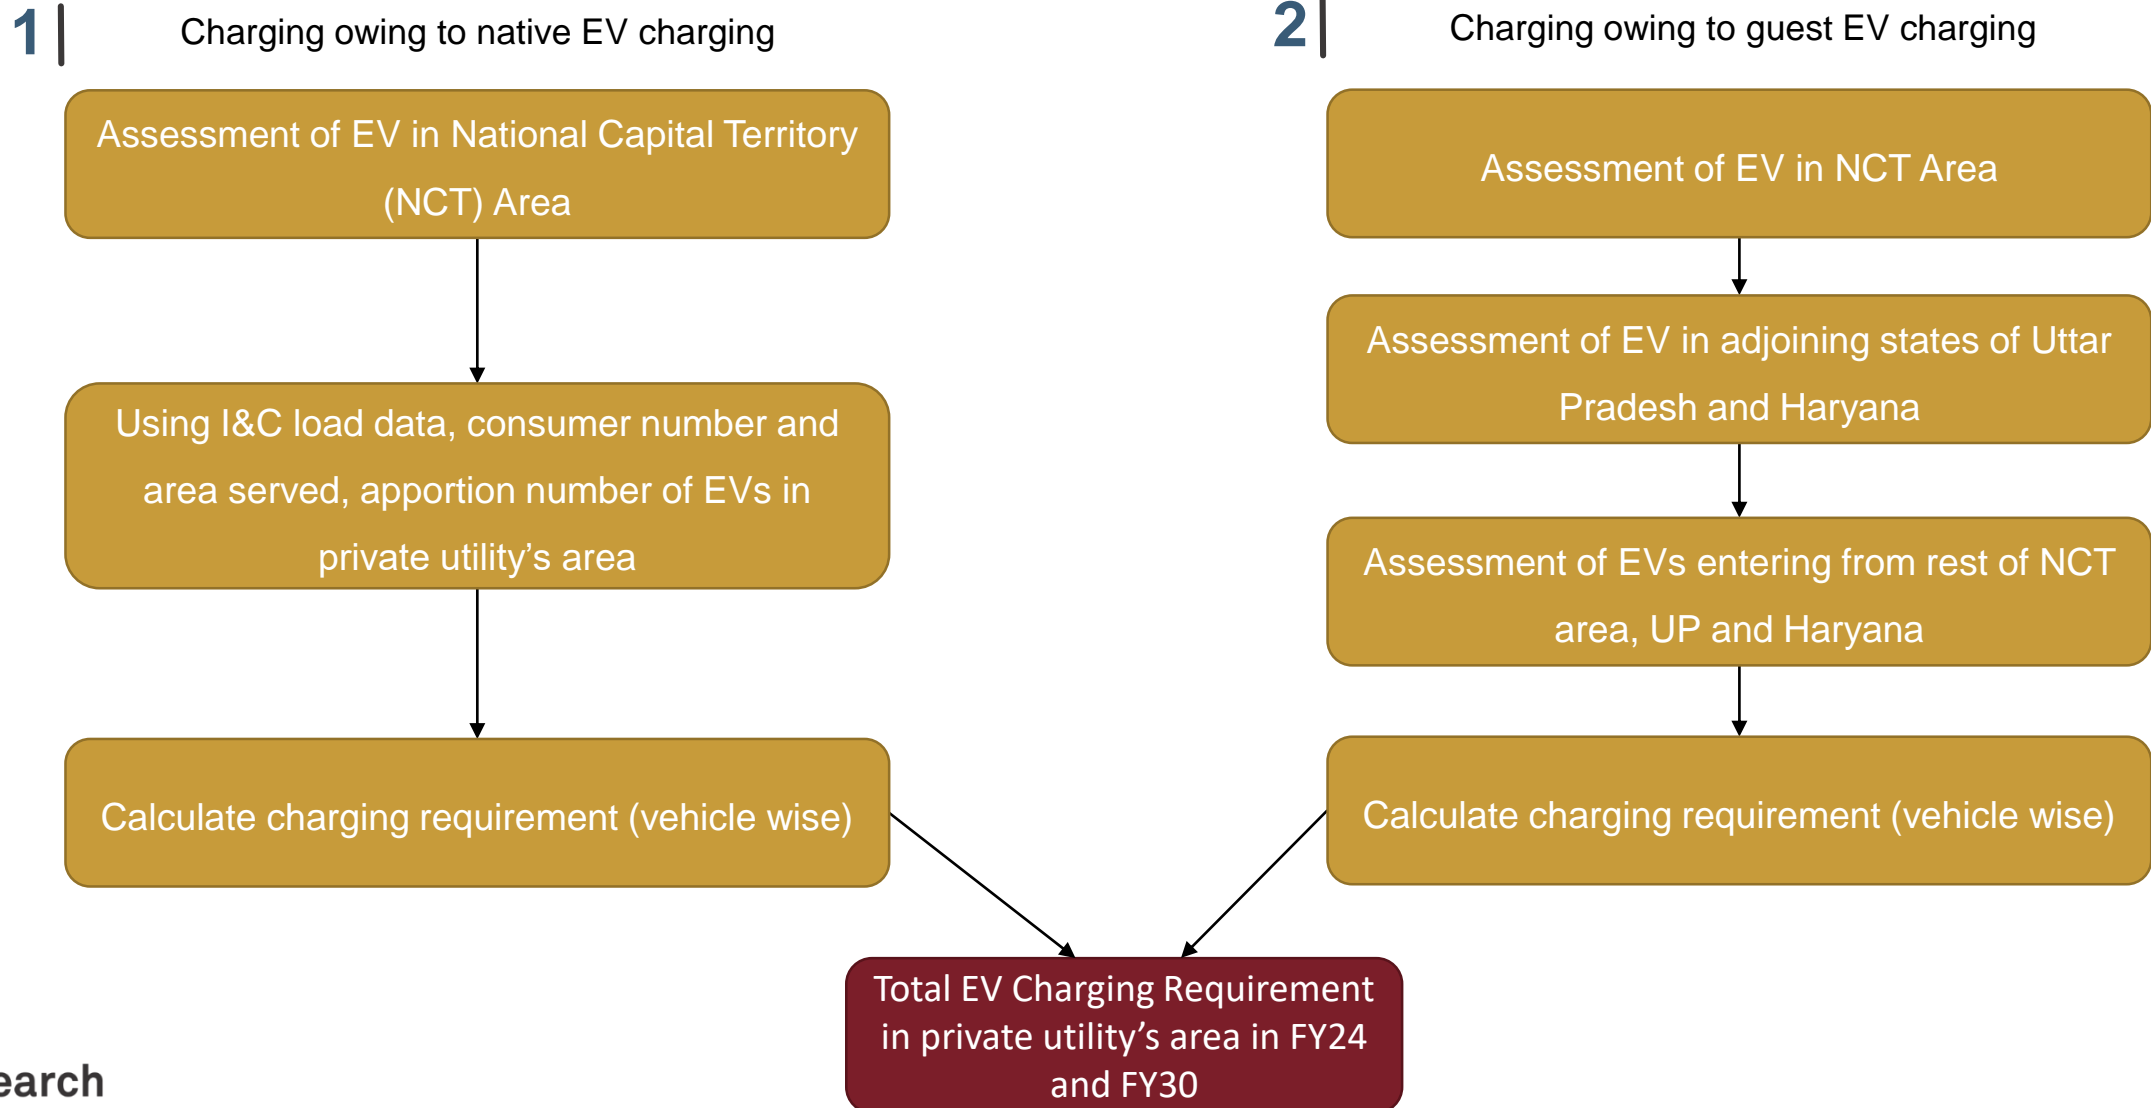 1
Charging owing to native EV charging
Assessment of EV in National Capital Territory
(NCT) Area
Using I&C load data, consumer number and
area served, apportion number of EVs in
private utility’s area
Calculate charging requirement (vehicle wise)
2
Charging owing to guest EV charging
Assessment of EV in NCT Area
Assessment of EV in adjoining states of Uttar
Pradesh and Haryana
Assessment of EVs entering from rest of NCT
area, UP and Haryana
Calculate charging requirement (vehicle wise)
Total EV Charging Requirement
in private utility’s area in FY24
and FY30
earch